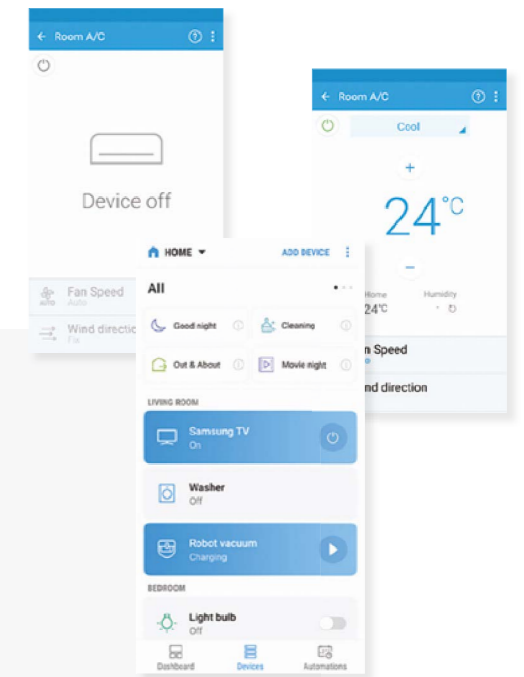 Room A/C
Device off
Fan Speed
Auto
Wind directic
Fix
Room A/C
Cool
+
24°C
−
Home
Humidity
24°C
n Speed
nd direction
HOME
ADD DEVICE
All
Good night
Cleaning
Out & About
Movie night
LIVING ROOM
Samsung TV
On
Washer
Off
Robot vacuum
Charging
BEDROOM
Light bulb
Off
Dashboard
Devices
Automations